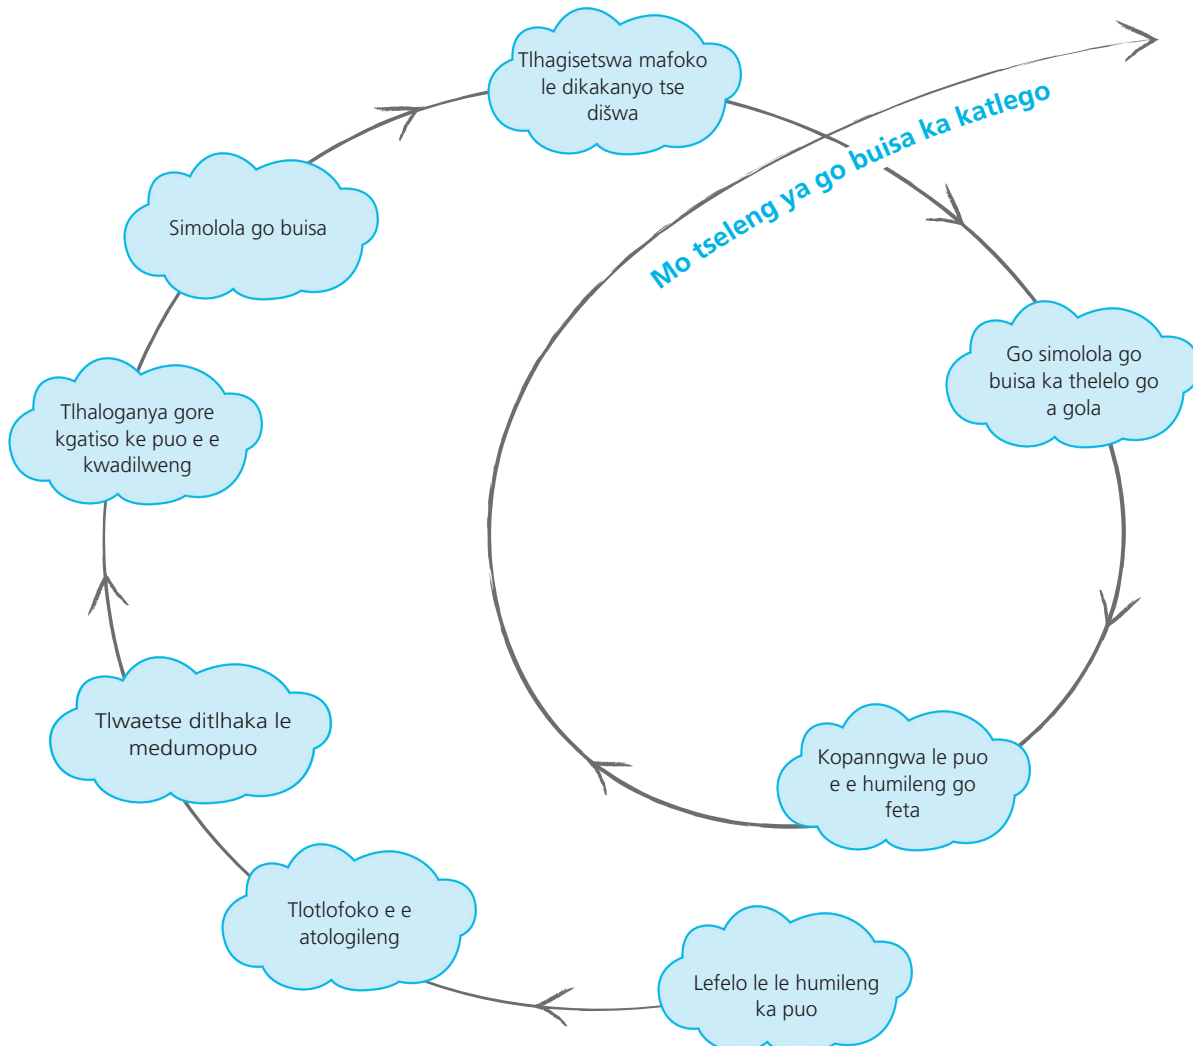 Tlhagisetswa mafoko
le dikakanyo tse
dišwa
Mo tseleng ya go buisa ka katlego
Simolola go buisa
Go simolola go
buisa ka thelelo go
a gola
Tlhaloganya gore
kgatiso ke puo e e
kwadilweng
Tlwaetse ditlhaka le
medumopuo
Kopanngwa le puo
e e humileng go
feta
Tlotlofoko e e
atologileng
Lefelo le le humileng
ka puo